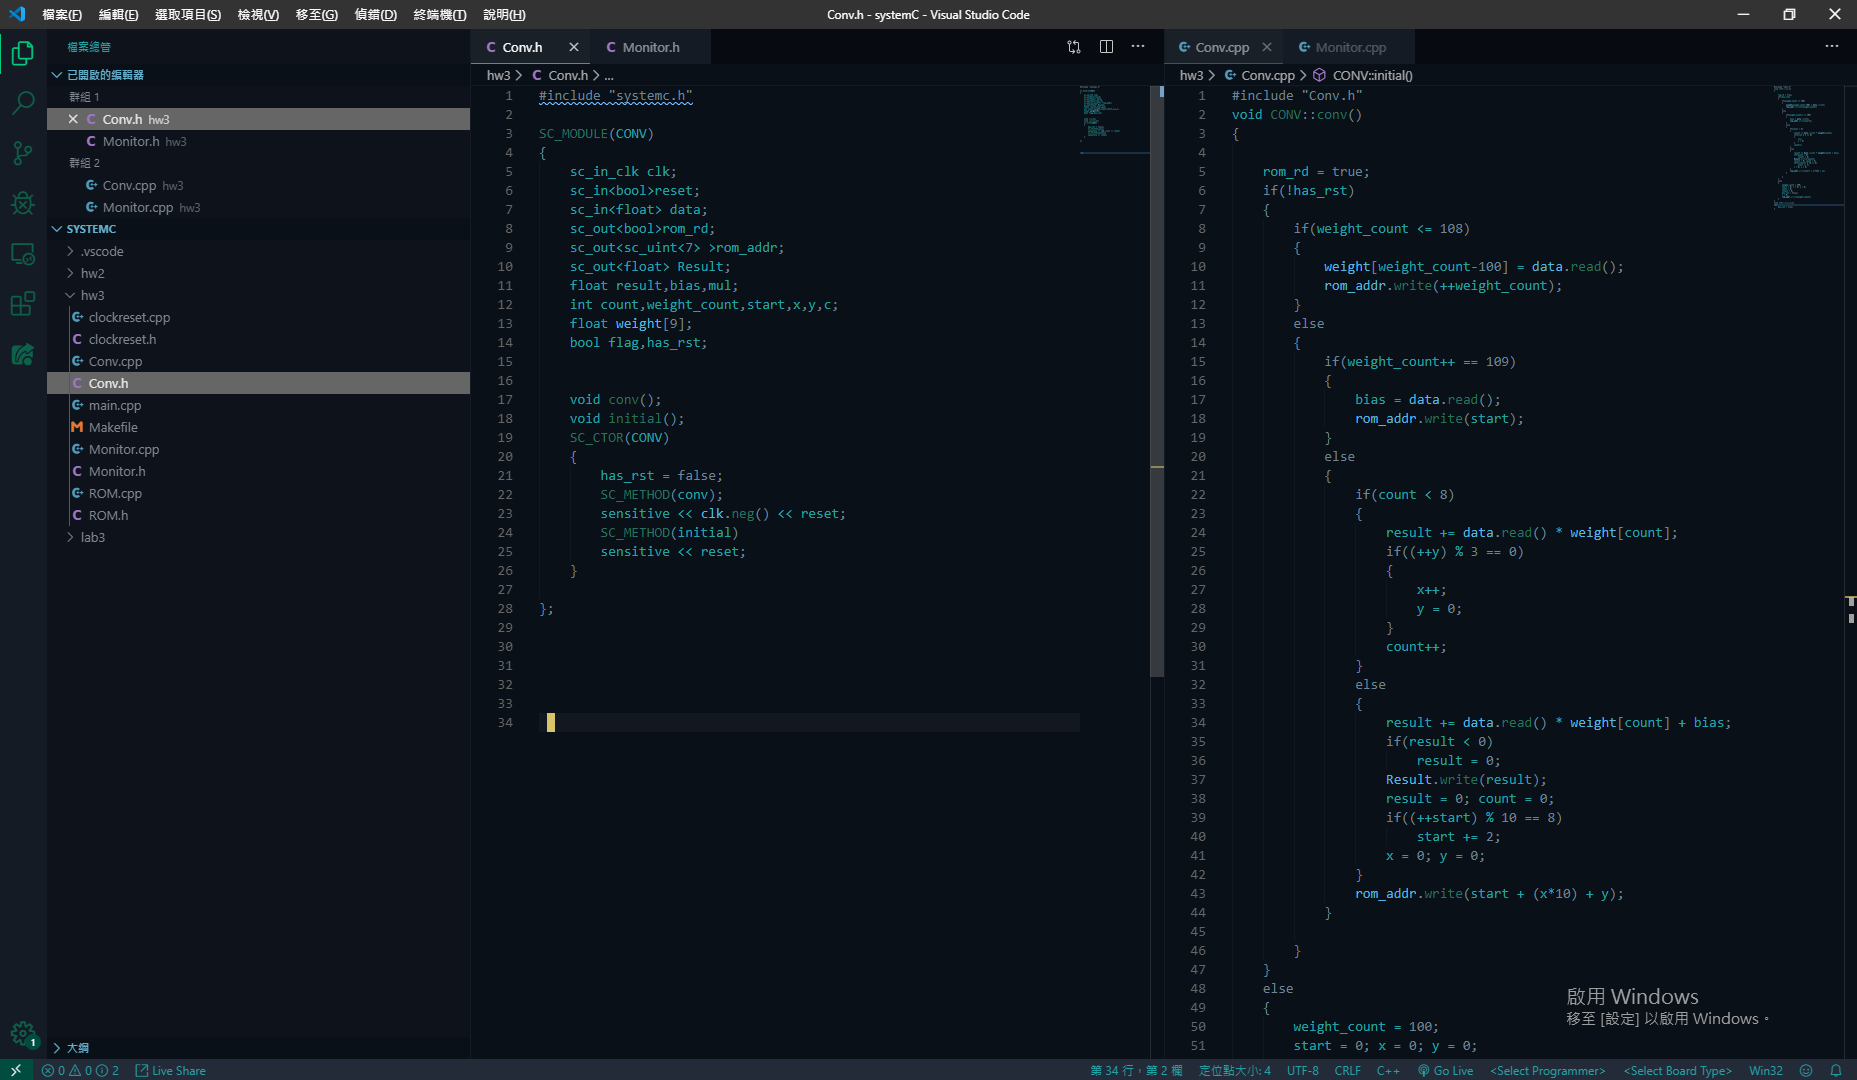 檔案(F) 編輯(E) 選取項目(S) 檢視(V) 移至(G) 偵錯(D) 終端機(T) 說明(H)
Conv.h - systemC - Visual Studio Code
檔案總管
已開啟的編輯器
群組 1
Conv.h hw3
Monitor.h hw3
群組 2
Conv.cpp hw3
Monitor.cpp hw3
SYSTEMC
.vscode
hw2
hw3
clockreset.cpp
clockreset.h
Conv.cpp
Conv.h
main.cpp
Makefile
Monitor.cpp
Monitor.h
ROM.cpp
ROM.h
lab3
大綱
Conv.h
Monitor.h
hw3 > Conv.h > ...
1 #include "systemc.h"
2
3 SC_MODULE(CONV)
4 {
5 sc_in_clk clk;
6 sc_in<bool>reset;
7 sc_in<float> data;
8 sc_out<bool>rom_rd;
9 sc_out<sc_uint<7> >rom_addr;
10 sc_out<float> Result;
11 float result,bias,mul;
12 int count,weight_count,start,x,y,c;
13 float weight[9];
14 bool flag,has_rst;
15
16
17 void conv();
18 void initial();
19 SC_CTOR(CONV)
20 {
21 has_rst = false;
22 SC_METHOD(conv);
23 sensitive << clk.neg() << reset;
24 SC_METHOD(initial)
25 sensitive << reset;
26 }
27
28 };
29
30
31
32
33
34
Conv.cpp
Monitor.cpp
hw3 > Conv.cpp > CONV::initial()
1 #include "Conv.h"
2 void CONV::conv()
3 {
4
5 rom_rd = true;
6 if(!has_rst)
7 {
8 if(weight_count <= 108)
9 {
10 weight[weight_count-100] = data.read();
11 rom_addr.write(++weight_count);
12 }
13 else
14 {
15 if(weight_count++ == 109)
16 {
17 bias = data.read();
18 rom_addr.write(start);
19 }
20 else
21 {
22 if(count < 8)
23 {
24 result += data.read() * weight[count];
25 if((++y) % 3 == 0)
26 {
27 x++;
28 y = 0;
29 }
30 count++;
31 }
32 else
33 {
34 result += data.read() * weight[count] + bias;
35 if(result < 0)
36 result = 0;
37 Result.write(result);
38 result = 0; count = 0;
39 if((++start) % 10 == 8)
40 start += 2;
41 x = 0; y = 0;
42 }
43 rom_addr.write(start + (x*10) + y);
44 }
45
46 }
47 }
48 else
49 {
50 weight_count = 100;
51 start = 0; x = 0; y = 0;
啟用 Windows
移至 [設定] 以啟用 Windows。
1
0 0 2 Live Share
第 34 行，第 2 欄 定位點大小: 4 UTF-8 CRLF C++ Go Live <Select Programmer> <Select Board Type> Win32